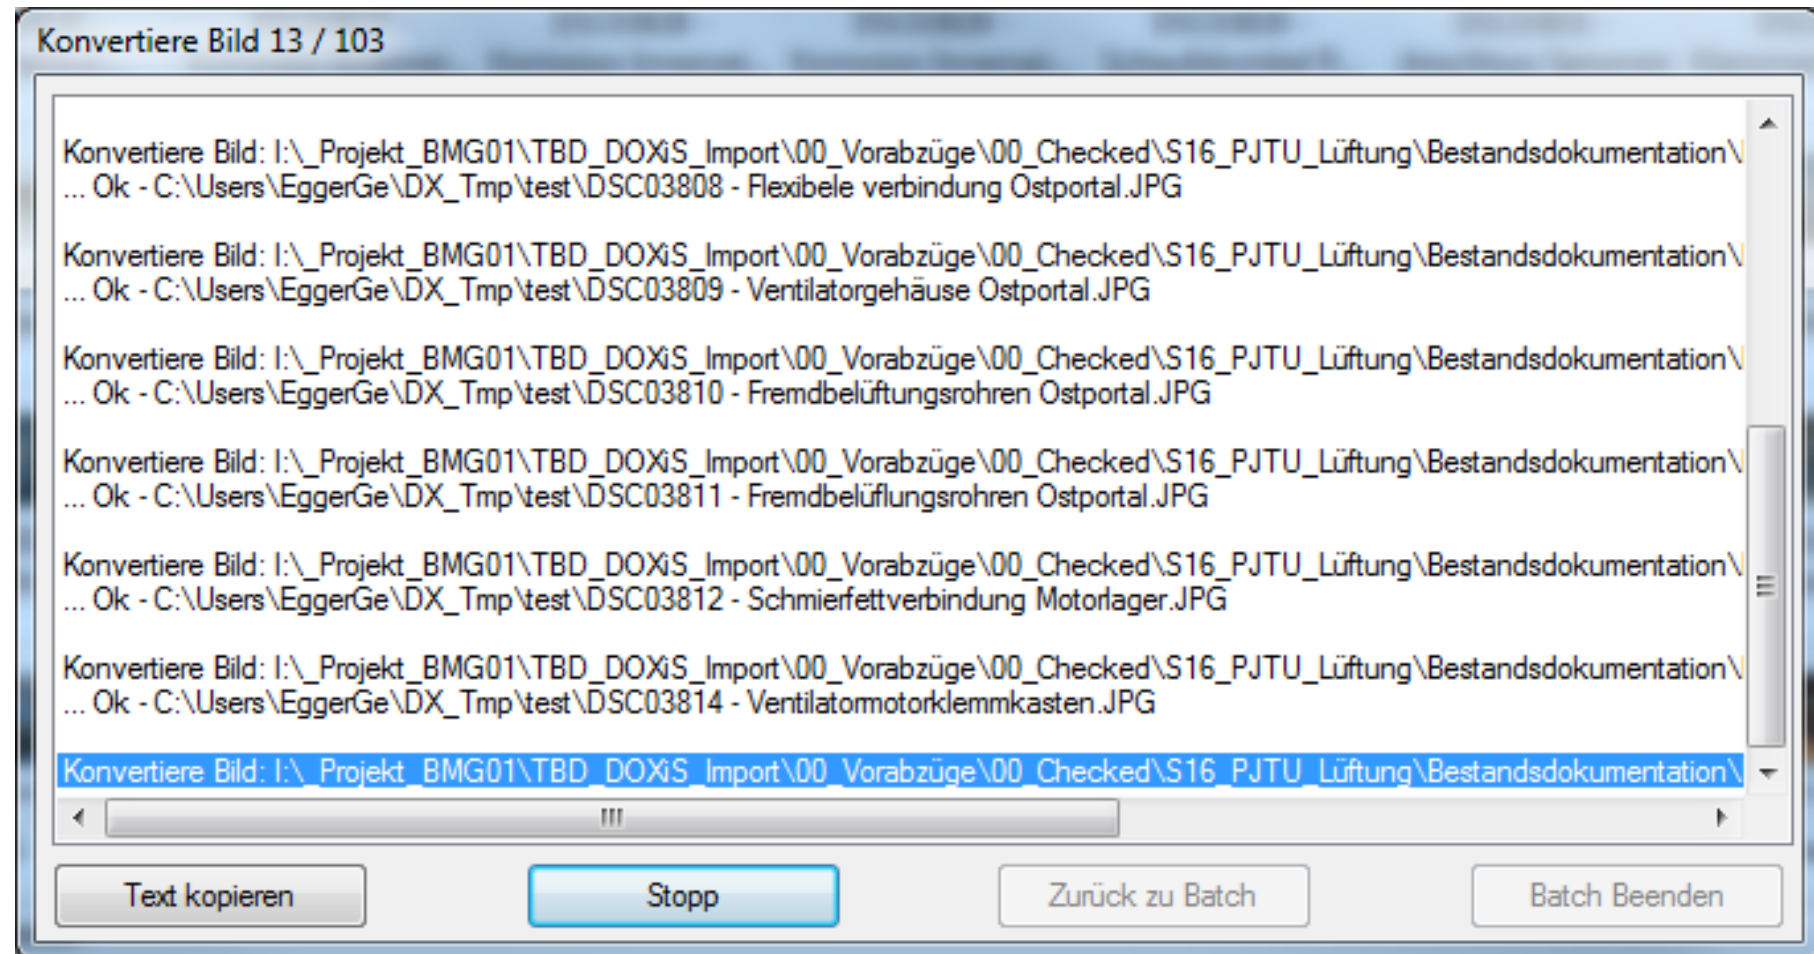 Konvertiere Bild 13 / 103
Konvertiere Bild: I:\_Projekt_BMG01\TBD_DOXiS_Import\00_Vorabzüge\00_Checked\S16_PJTU_Lüftung\Bestandsdokumentation\
... Ok - C:\Users\EggerGe\DX_Tmp\test\DSC03808 - Flexibele verbindung Ostportal.JPG
Konvertiere Bild: I:\_Projekt_BMG01\TBD_DOXiS_Import\00_Vorabzüge\00_Checked\S16_PJTU_Lüftung\Bestandsdokumentation\
... Ok - C:\Users\EggerGe\DX_Tmp\test\DSC03809 - Ventilatorgehäuse Ostportal.JPG
Konvertiere Bild: I:\_Projekt_BMG01\TBD_DOXiS_Import\00_Vorabzüge\00_Checked\S16_PJTU_Lüftung\Bestandsdokumentation\
... Ok - C:\Users\EggerGe\DX_Tmp\test\DSC03810 - Fremdbelüftungsrohren Ostportal.JPG
Konvertiere Bild: I:\_Projekt_BMG01\TBD_DOXiS_Import\00_Vorabzüge\00_Checked\S16_PJTU_Lüftung\Bestandsdokumentation\
... Ok - C:\Users\EggerGe\DX_Tmp\test\DSC03811 - Fremdbelüflungsrohren Ostportal.JPG
Konvertiere Bild: I:\_Projekt_BMG01\TBD_DOXiS_Import\00_Vorabzüge\00_Checked\S16_PJTU_Lüftung\Bestandsdokumentation\
... Ok - C:\Users\EggerGe\DX_Tmp\test\DSC03812 - Schmierfettverbindung Motorlager.JPG
Konvertiere Bild: I:\_Projekt_BMG01\TBD_DOXiS_Import\00_Vorabzüge\00_Checked\S16_PJTU_Lüftung\Bestandsdokumentation\
... Ok - C:\Users\EggerGe\DX_Tmp\test\DSC03814 - Ventilatormotorklemmkasten.JPG
Konvertiere Bild: I:\_Projekt_BMG01\TBD_DOXiS_Import\00_Vorabzüge\00_Checked\S16_PJTU_Lüftung\Bestandsdokumentation\
Text kopieren
Stopp
Zurück zu Batch
Batch Beenden